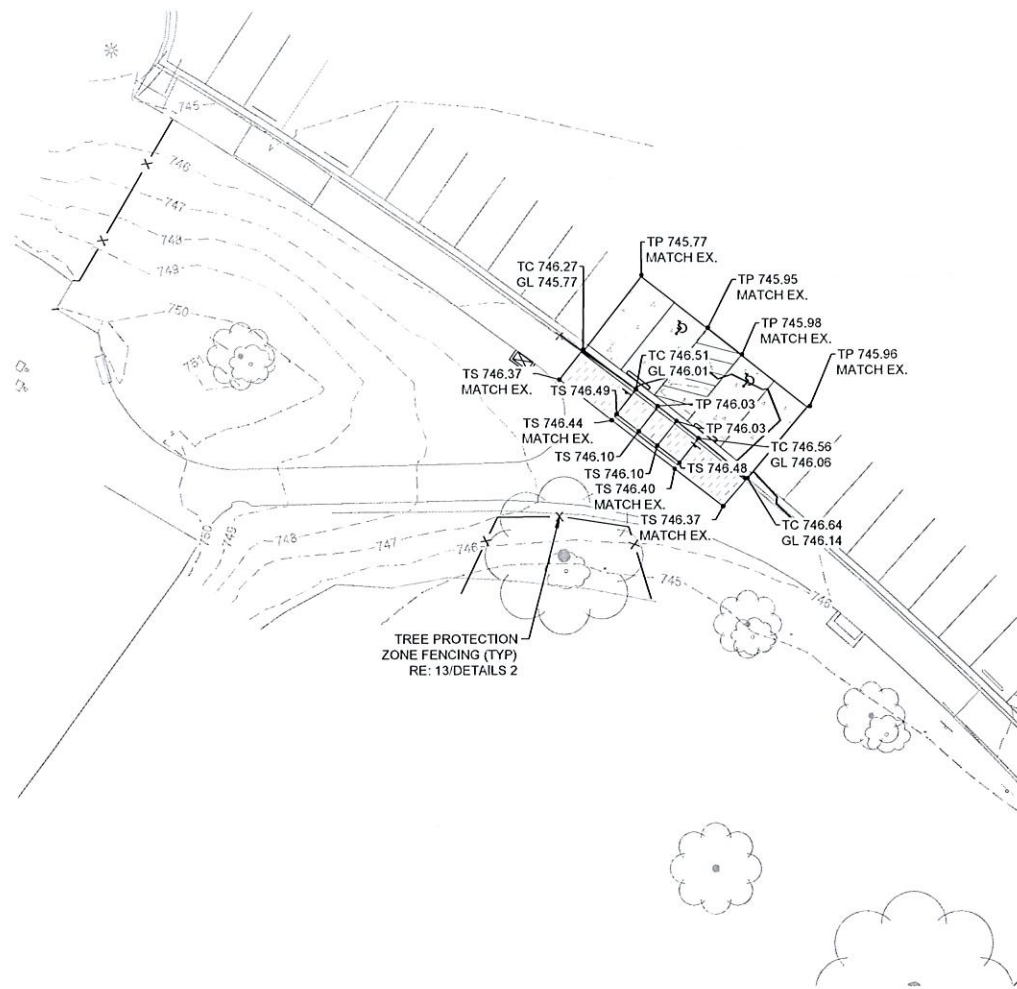 745
746
747
748
749
750
751
TP 745.77
MATCH EX.
TC 746.27
GL 745.77
TP 745.95
MATCH EX.
TP 745.98
MATCH EX.
TC 746.51
GL 746.01
TP 745.96
MATCH EX.
TS 746.37
MATCH EX.
TS 746.49
TP 746.03
TS 746.44
MATCH EX.
TP 746.03
TC 746.56
GL 746.06
TS 746.10
TS 746.48
TS 746.10
TS 746.40
MATCH EX.
TS 746.37
MATCH EX.
TC 746.64
GL 746.14
750
749
748
747
746
745
746
TREE PROTECTION
ZONE FENCING (TYP)
RE: 13/DETAILS 2